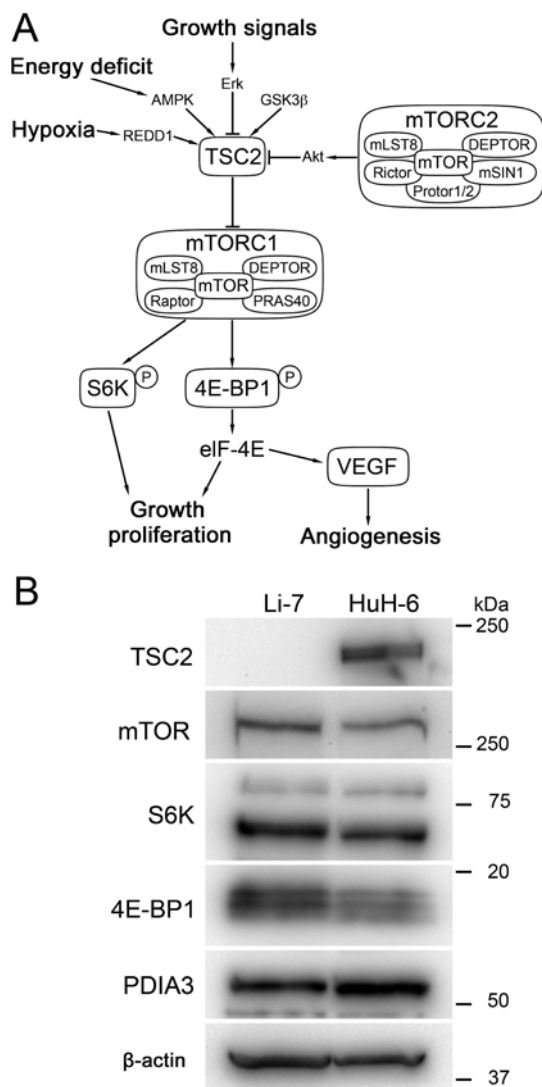 A
Growth signals
Energy deficit
Erk
AMPK
GSK3β
Hypoxia
REDD1
TSC2
Akt
mTORC2
mLST8
DEPTOR
mTOR
Rictor
mSIN1
Protor1/2
mTORC1
mLST8
DEPTOR
mTOR
Raptor
PRAS40
S6K
P
4E-BP1
P
eIF-4E
VEGF
Growth
proliferation
Angiogenesis
B
Li-7
HuH-6
kDa
250
TSC2
mTOR
250
75
S6K
20
4E-BP1
PDIA3
50
β-actin
37